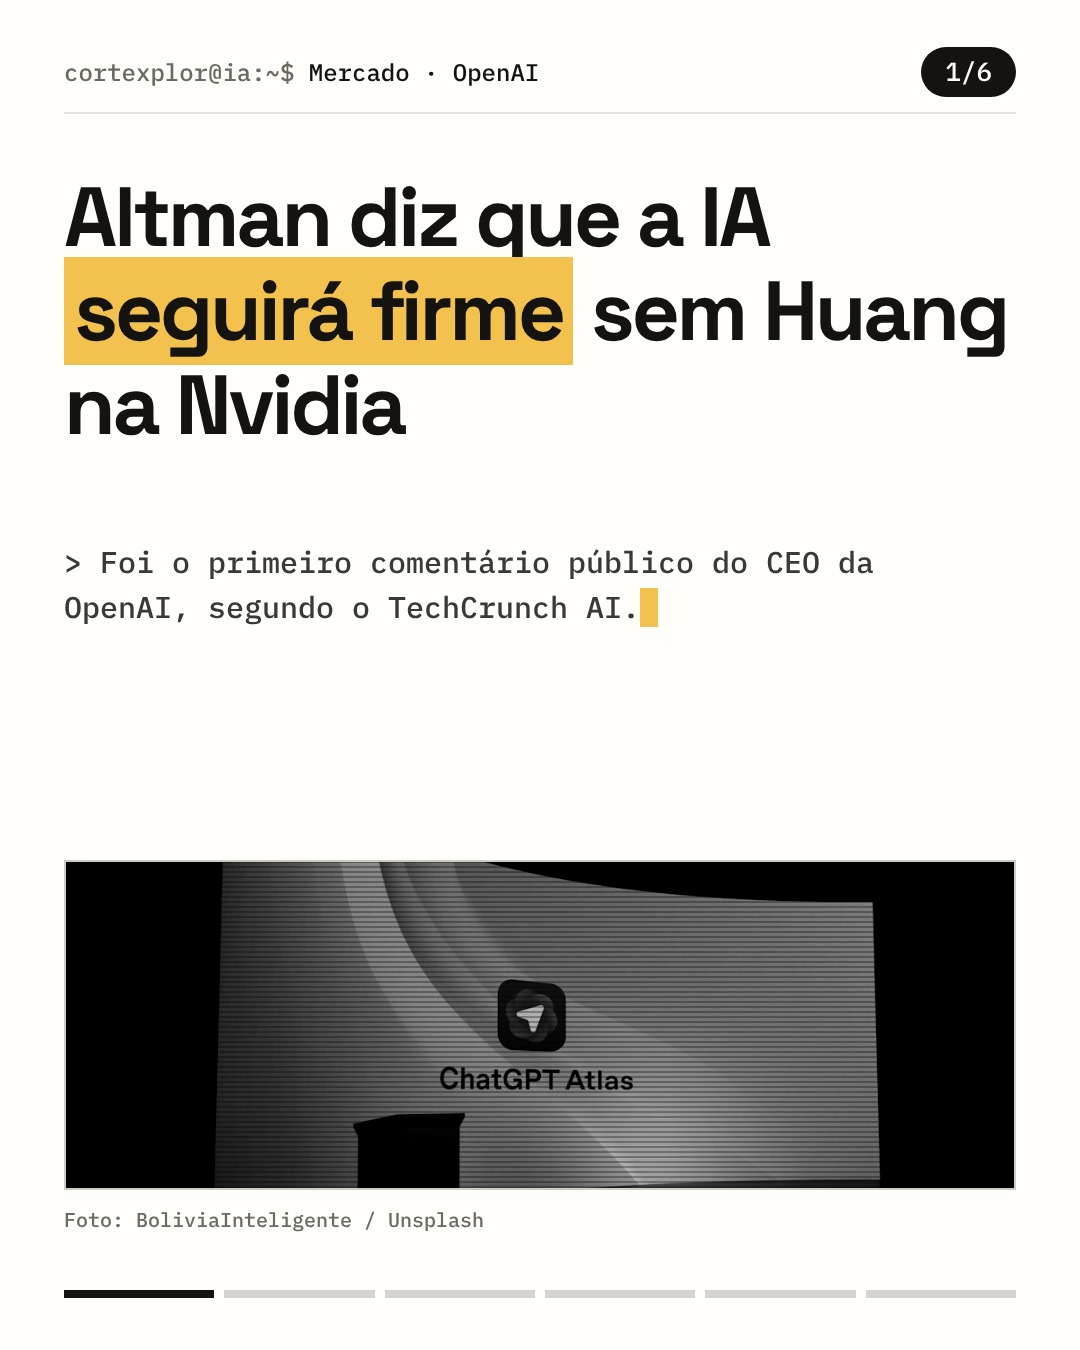 cortexplor@ia:~$ Mercado · OpenAI
1/6
Altman diz que a IA
seguirá firme sem Huang
na Nvidia
> Foi o primeiro comentário público do CEO da
OpenAI, segundo o TechCrunch AI.
ChatGPT Atlas
Foto: BoliviaInteligente / Unsplash